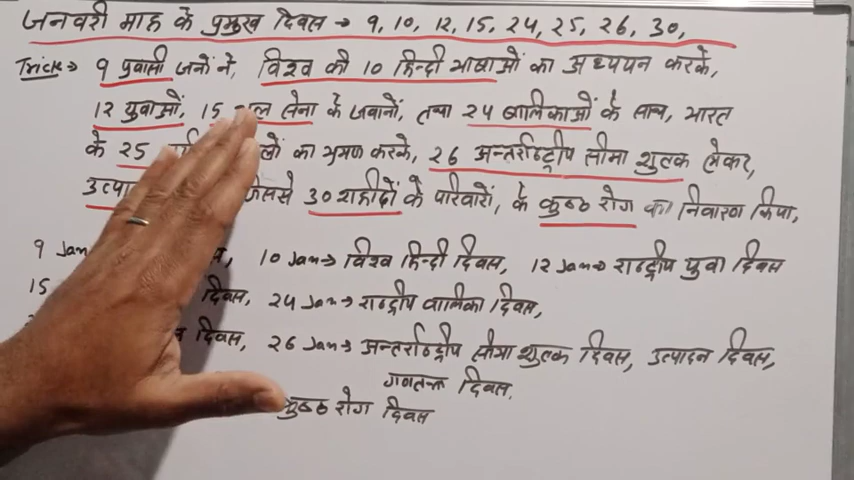 जनवरी माह के प्रमुख दिवस → 9, 10, 12, 15, 24, 25, 26, 30,
Trick→ 9 प्रवासी जनों ने, विश्व की 10 हिन्दी भाषाओं का अध्ययन करके,
12 युवाओं, 15 सेना के जवानों, तथा 24 बालिकाओं के साथ, भारत
के 25 का भ्रमण करके, 26 अन्तर्राष्ट्रीय सीमा शुल्क लेकर,
30 शहीदों के परिवारों, के कुष्ठ रोग का निवारण किया,
9 Jan 10 Jan→ विश्व हिन्दी दिवस, 12 Jan→ राष्ट्रीय युवा दिवस
15 दिवस, 24 Jan→ राष्ट्रीय बालिका दिवस,
दिवस, 26 Jan→ अन्तर्राष्ट्रीय सीमा शुल्क दिवस, उत्पादन दिवस,
गणतन्त्र दिवस.
कुष्ठ रोग दिवस